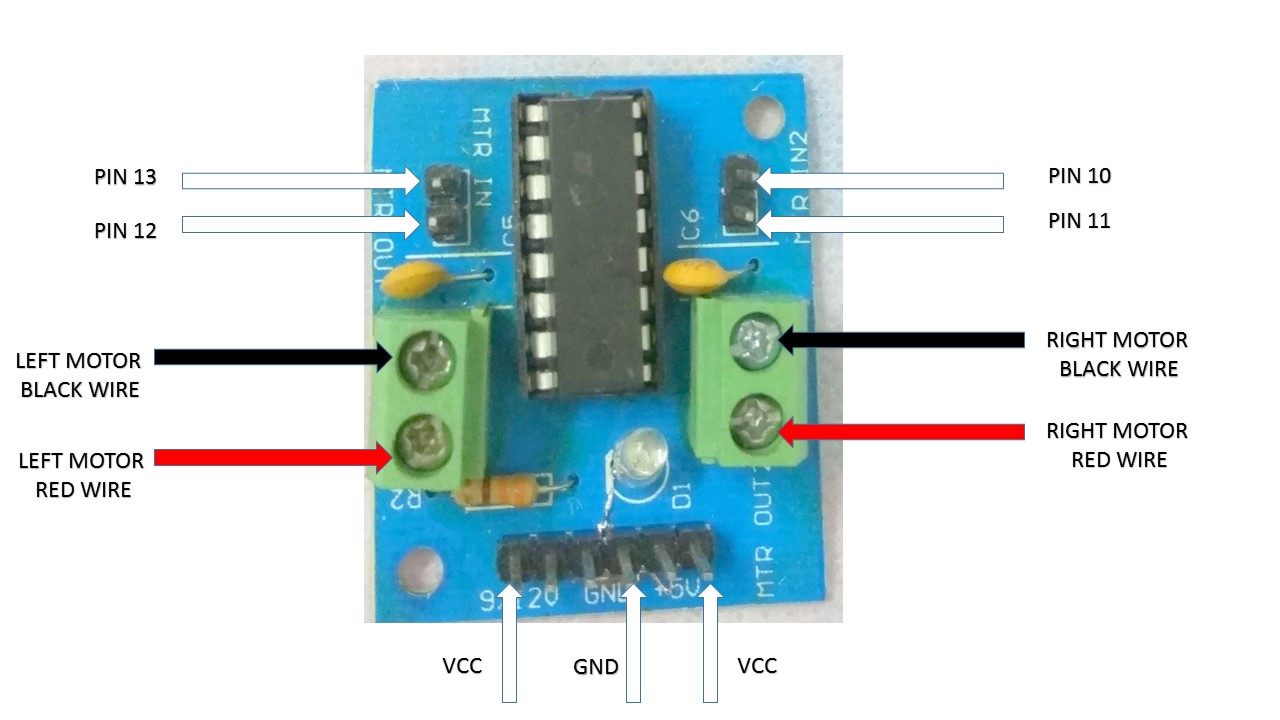 PIN 13
PIN 12
LEFT MOTOR
BLACK WIRE
LEFT MOTOR
RED WIRE
MTR IN
MTR OUT
C5
C6
MTR IN2
R2
D1
MTR OUT2
9/12V GND +5V
PIN 10
PIN 11
RIGHT MOTOR
BLACK WIRE
RIGHT MOTOR
RED WIRE
VCC
GND
VCC